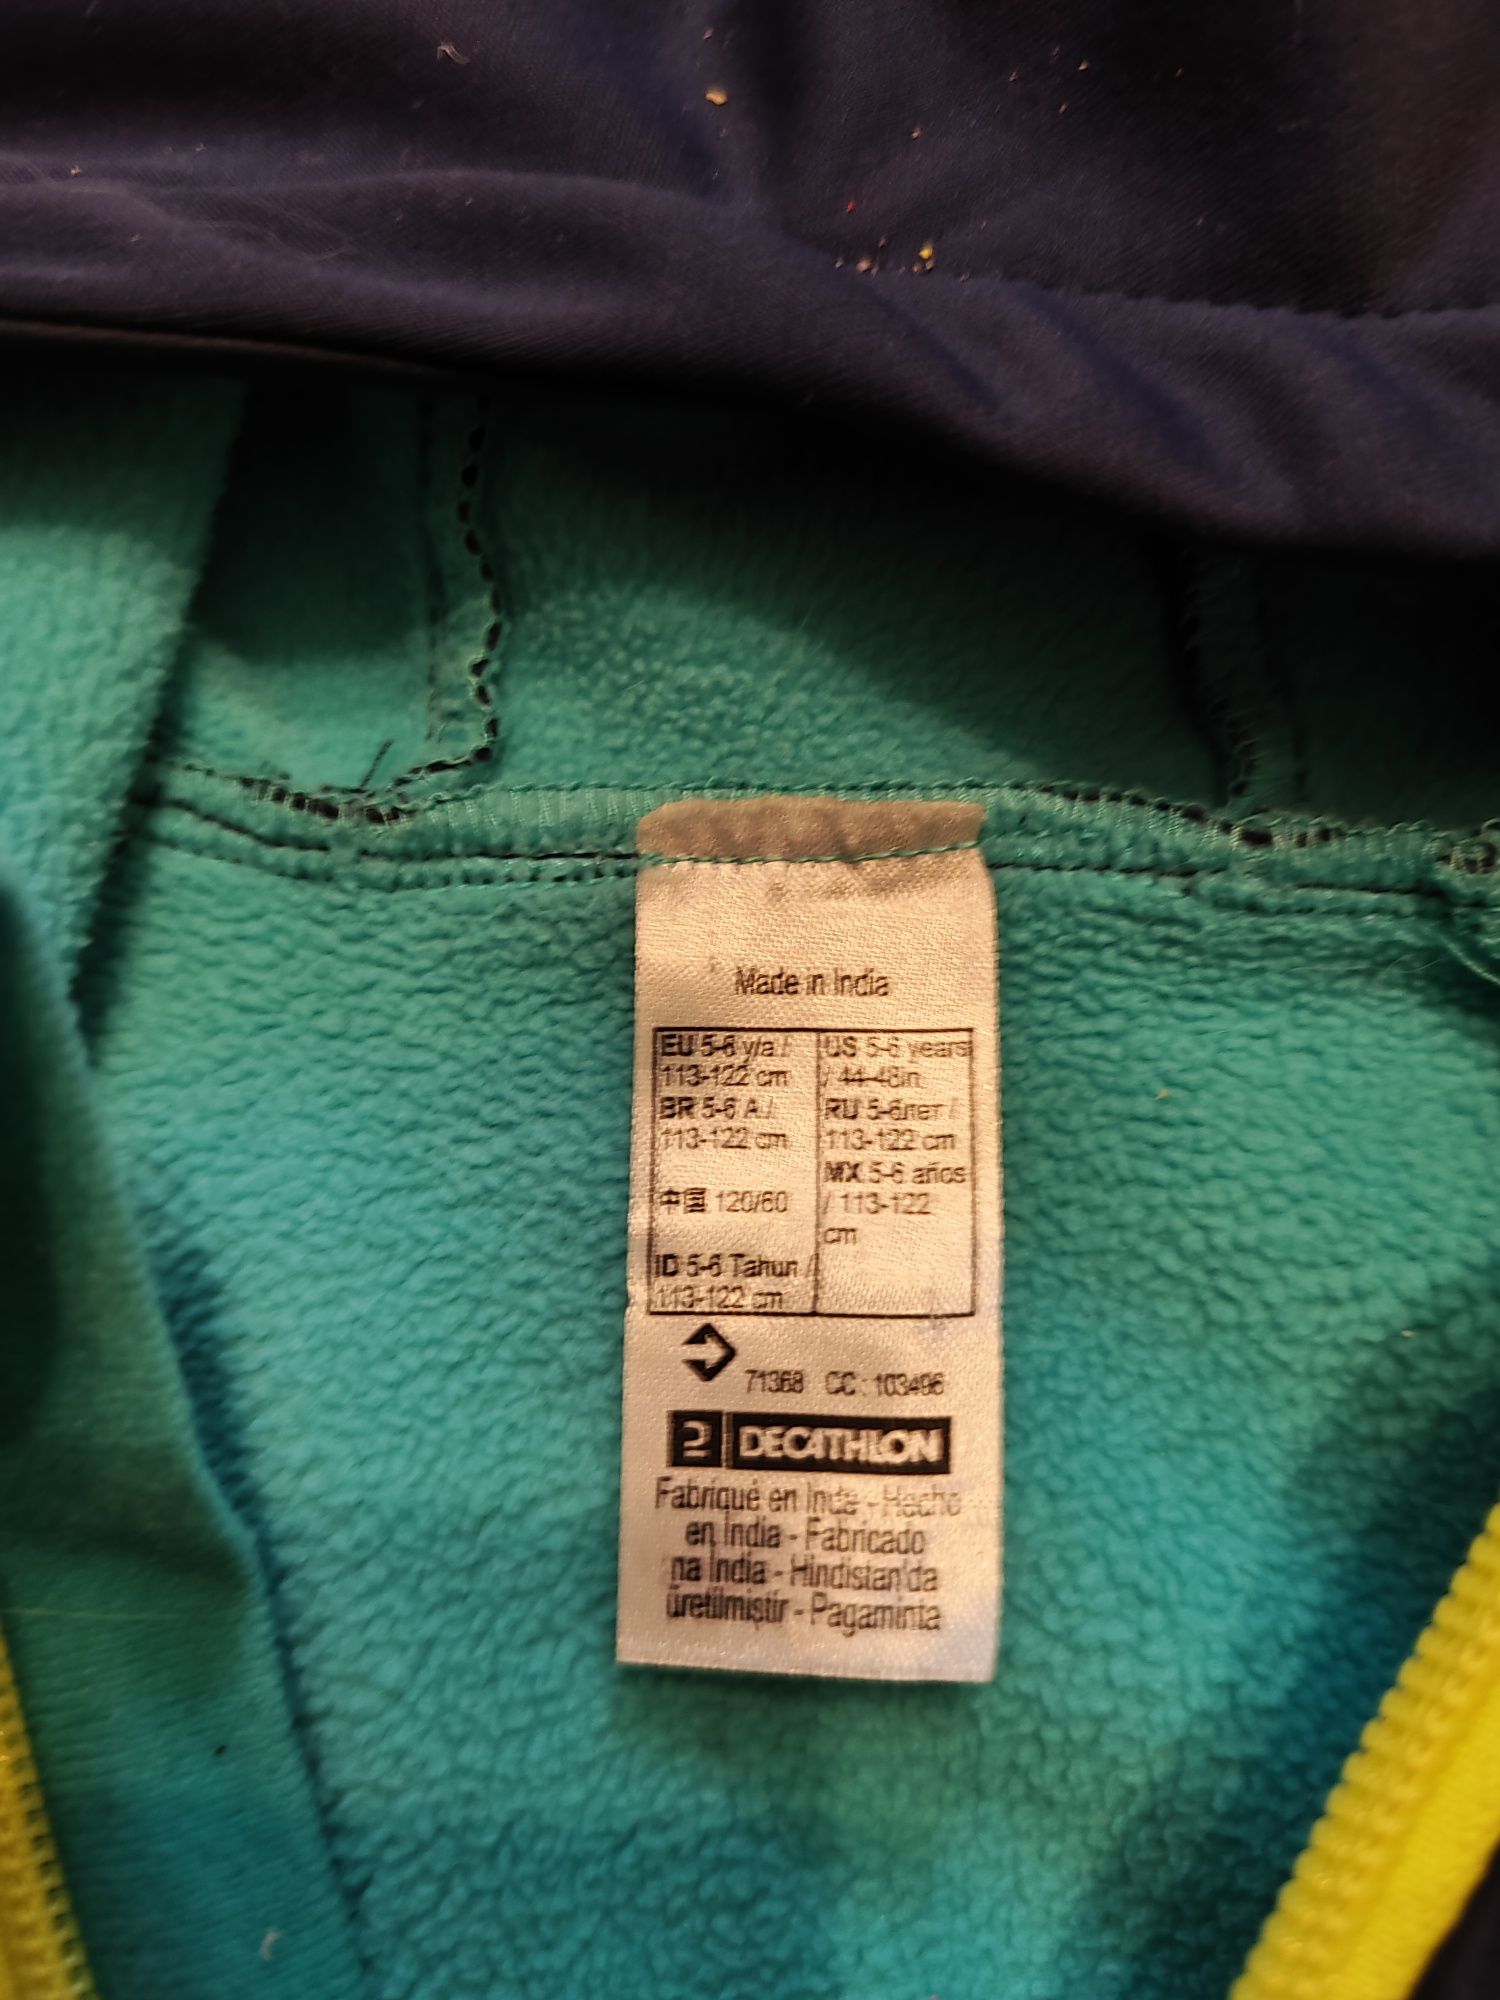 Made in India
EU 5-6 y/a /
113-122 cm
BR 5-6 A /
113-122 cm
中国 120/60
ID 5-6 Tahun /
113-122 cm
US 5-6 years
/ 44-48in
RU 5-6лет /
113-122 cm
MX 5-6 años
/ 113-122
cm
71368 CC : 103496
DECATHLON
Fabriqué en Inde - Hecho
en India - Fabricado
na Índia - Hindistan'da
üretilmiştir - Pagaminta